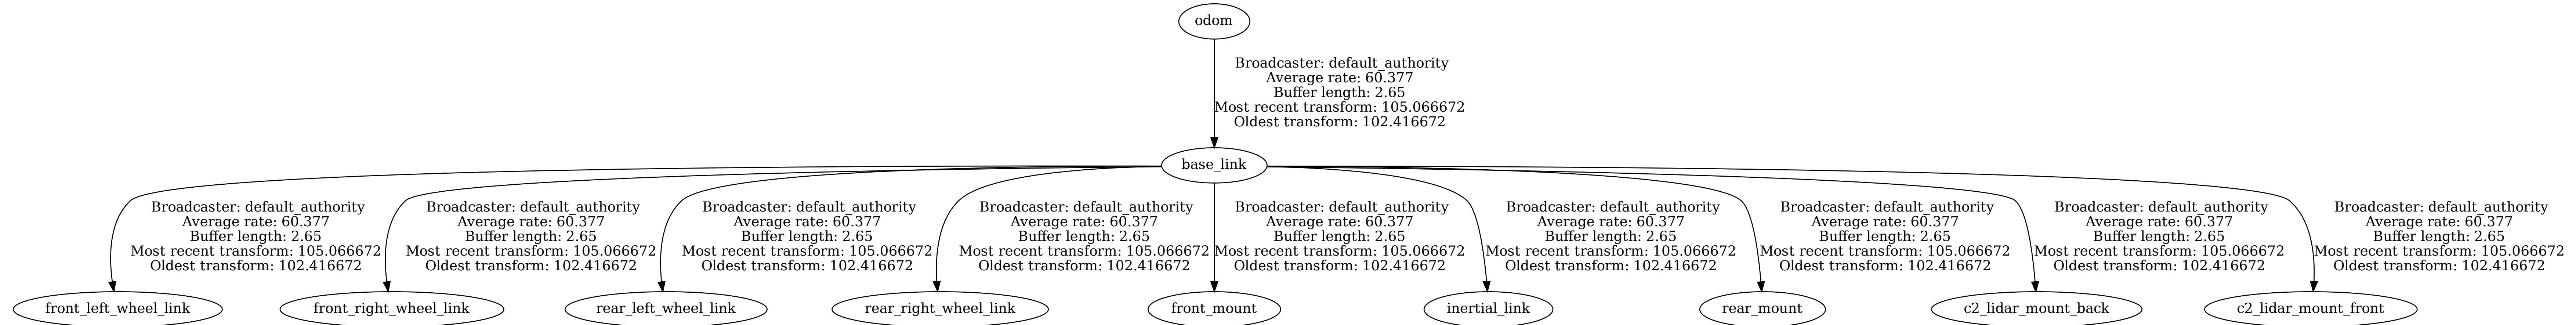 odom
Broadcaster: default_authority
Average rate: 60.377
Buffer length: 2.65
Most recent transform: 105.066672
Oldest transform: 102.416672
base_link
Broadcaster: default_authority
Average rate: 60.377
Buffer length: 2.65
Most recent transform: 105.066672
Oldest transform: 102.416672
Broadcaster: default_authority
Average rate: 60.377
Buffer length: 2.65
Most recent transform: 105.066672
Oldest transform: 102.416672
Broadcaster: default_authority
Average rate: 60.377
Buffer length: 2.65
Most recent transform: 105.066672
Oldest transform: 102.416672
Broadcaster: default_authority
Average rate: 60.377
Buffer length: 2.65
Most recent transform: 105.066672
Oldest transform: 102.416672
Broadcaster: default_authority
Average rate: 60.377
Buffer length: 2.65
Most recent transform: 105.066672
Oldest transform: 102.416672
Broadcaster: default_authority
Average rate: 60.377
Buffer length: 2.65
Most recent transform: 105.066672
Oldest transform: 102.416672
Broadcaster: default_authority
Average rate: 60.377
Buffer length: 2.65
Most recent transform: 105.066672
Oldest transform: 102.416672
Broadcaster: default_authority
Average rate: 60.377
Buffer length: 2.65
Most recent transform: 105.066672
Oldest transform: 102.416672
Broadcaster: default_authority
Average rate: 60.377
Buffer length: 2.65
Most recent transform: 105.066672
Oldest transform: 102.416672
front_left_wheel_link
front_right_wheel_link
rear_left_wheel_link
rear_right_wheel_link
front_mount
inertial_link
rear_mount
c2_lidar_mount_back
c2_lidar_mount_front